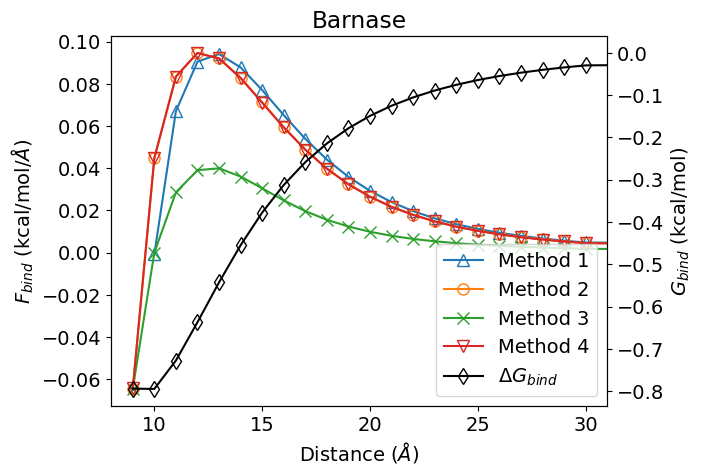 Barnase
0.10
0.08
0.06
0.04
0.02
0.00
−0.02
−0.04
−0.06
F_bind (kcal/mol/Å)
0.0
−0.1
−0.2
−0.3
−0.4
−0.5
−0.6
−0.7
−0.8
G_bind (kcal/mol)
Method 1
Method 2
Method 3
Method 4
ΔG_bind
10 15 20 25 30
Distance (Å)